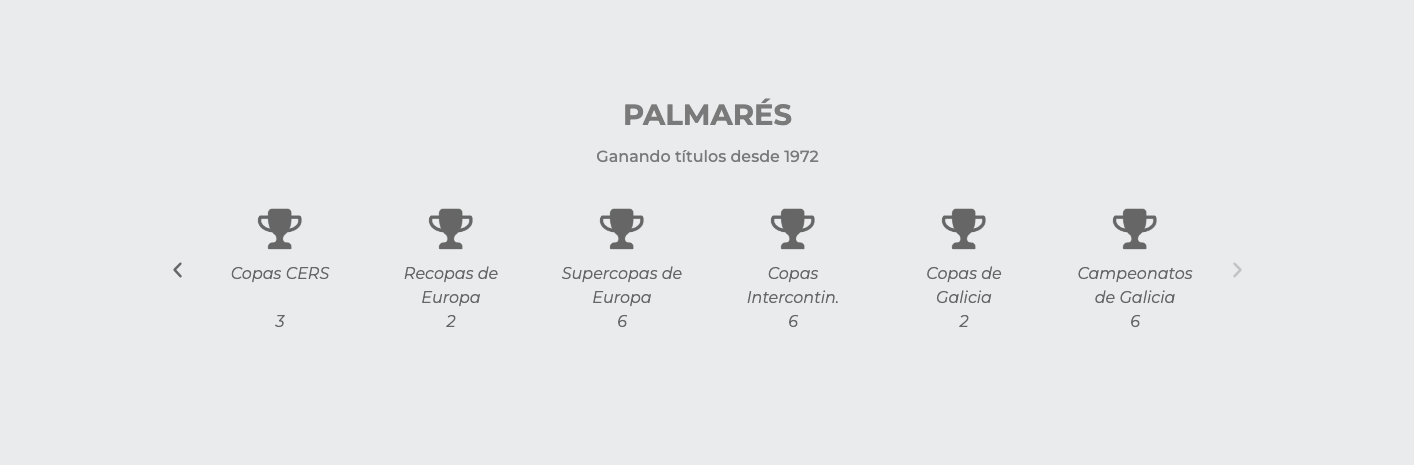 PALMARÉS
Ganando títulos desde 1972
Copas CERS
3
Recopas de
Europa
2
Supercopas de
Europa
6
Copas
Intercontin.
6
Copas de
Galicia
2
Campeonatos
de Galicia
6